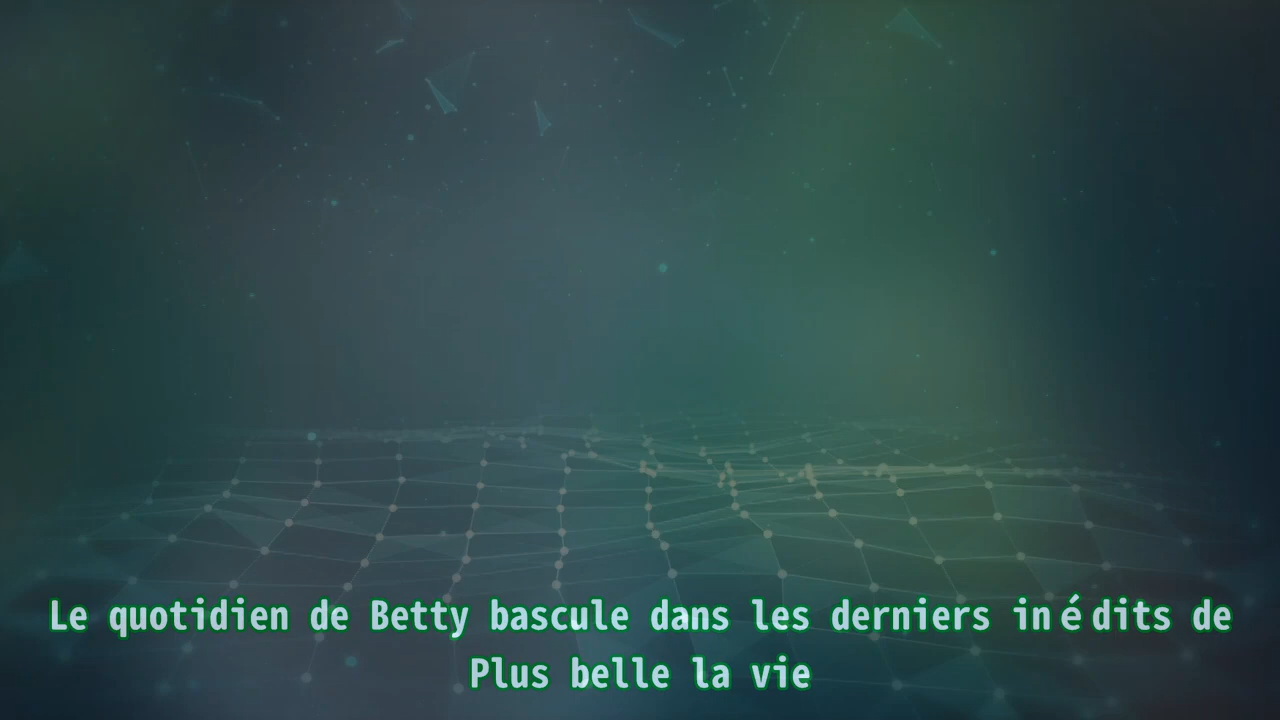 Le quotidien de Betty bascule dans les derniers inédits de
Plus belle la vie